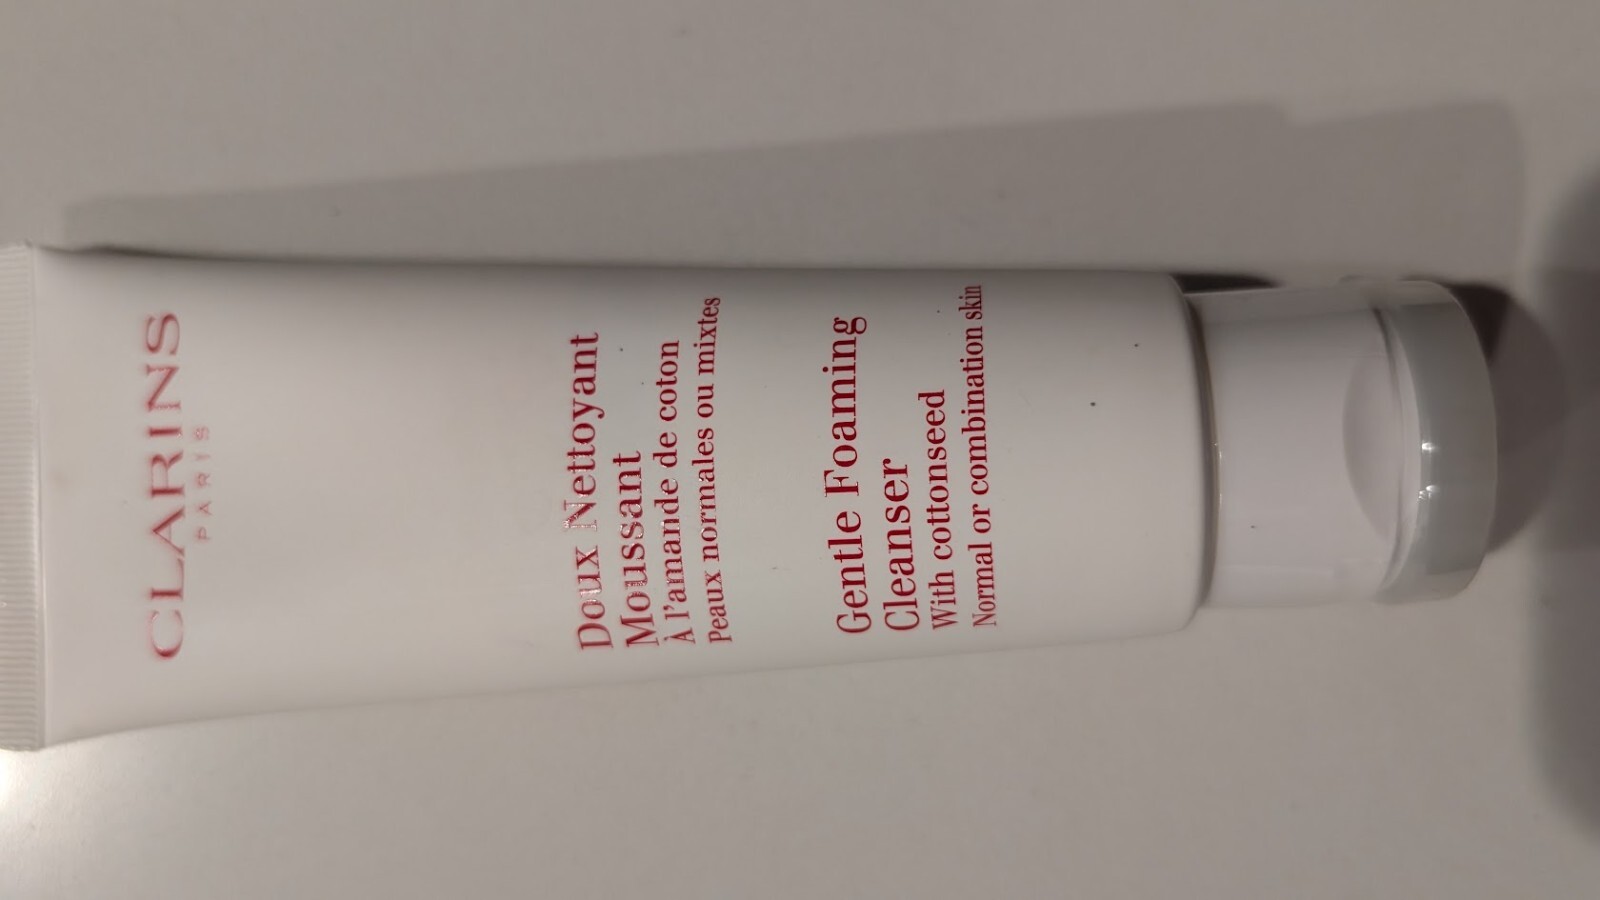 CLARINS
PARIS
Doux Nettoyant
Moussant
À l'amande de coton
Peaux normales ou mixtes
Gentle Foaming
Cleanser
With cottonseed
Normal or combination skin